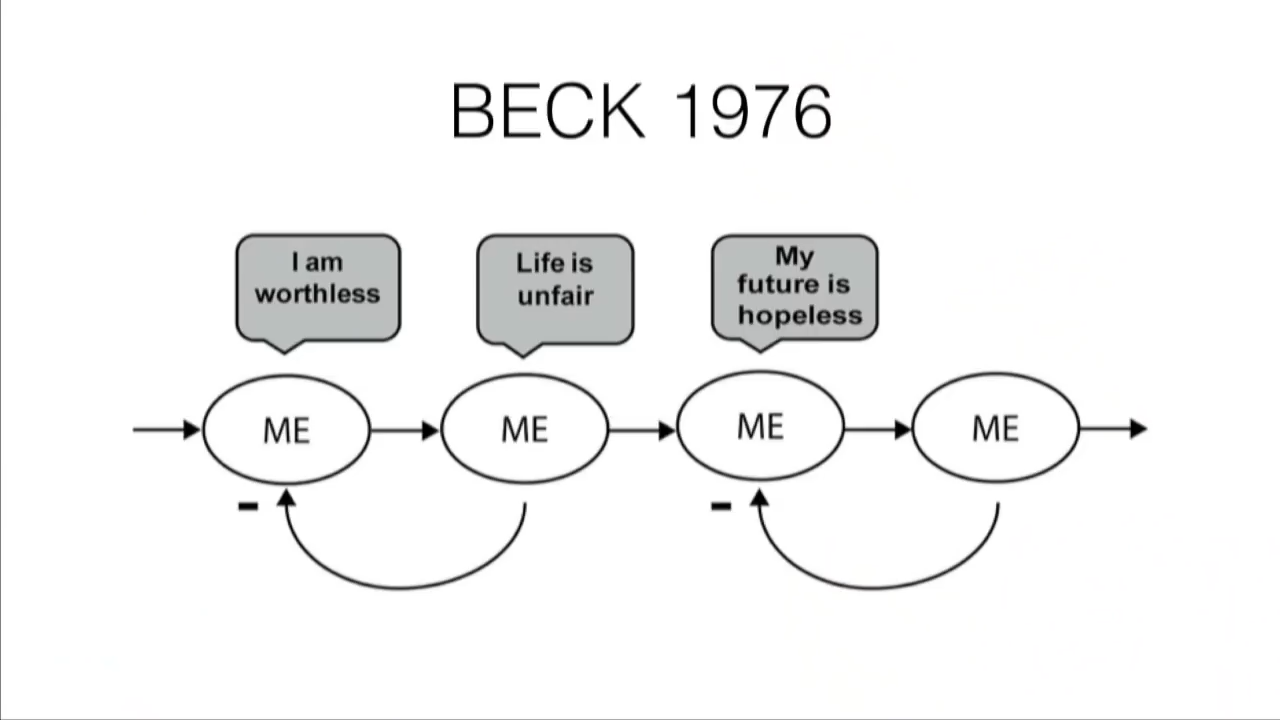 BECK 1976
I am
worthless
Life is
unfair
My
future is
hopeless
ME
ME
ME
ME
-
-